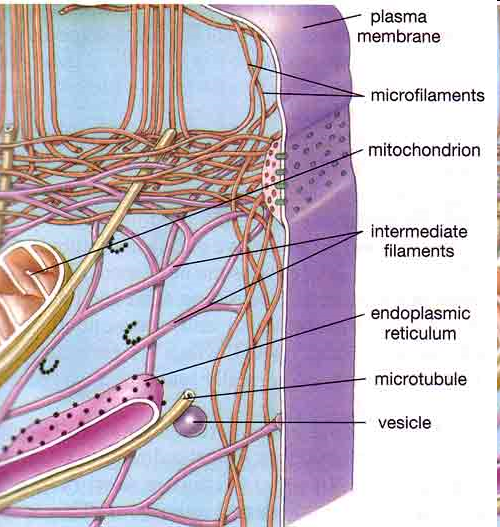 plasma
membrane
microfilaments
mitochondrion
intermediate
filaments
endoplasmic
reticulum
microtubule
vesicle